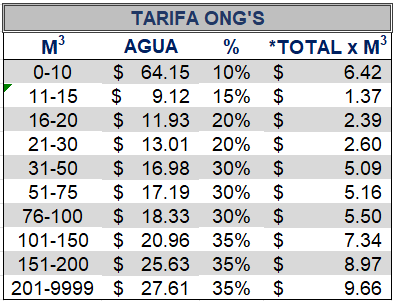 TARIFA ONG'S
M³ AGUA % *TOTAL x M³
0-10 $ 64.15 10% $ 6.42
11-15 $ 9.12 15% $ 1.37
16-20 $ 11.93 20% $ 2.39
21-30 $ 13.01 20% $ 2.60
31-50 $ 16.98 30% $ 5.09
51-75 $ 17.19 30% $ 5.16
76-100 $ 18.33 30% $ 5.50
101-150 $ 20.96 35% $ 7.34
151-200 $ 25.63 35% $ 8.97
201-9999 $ 27.61 35% $ 9.66